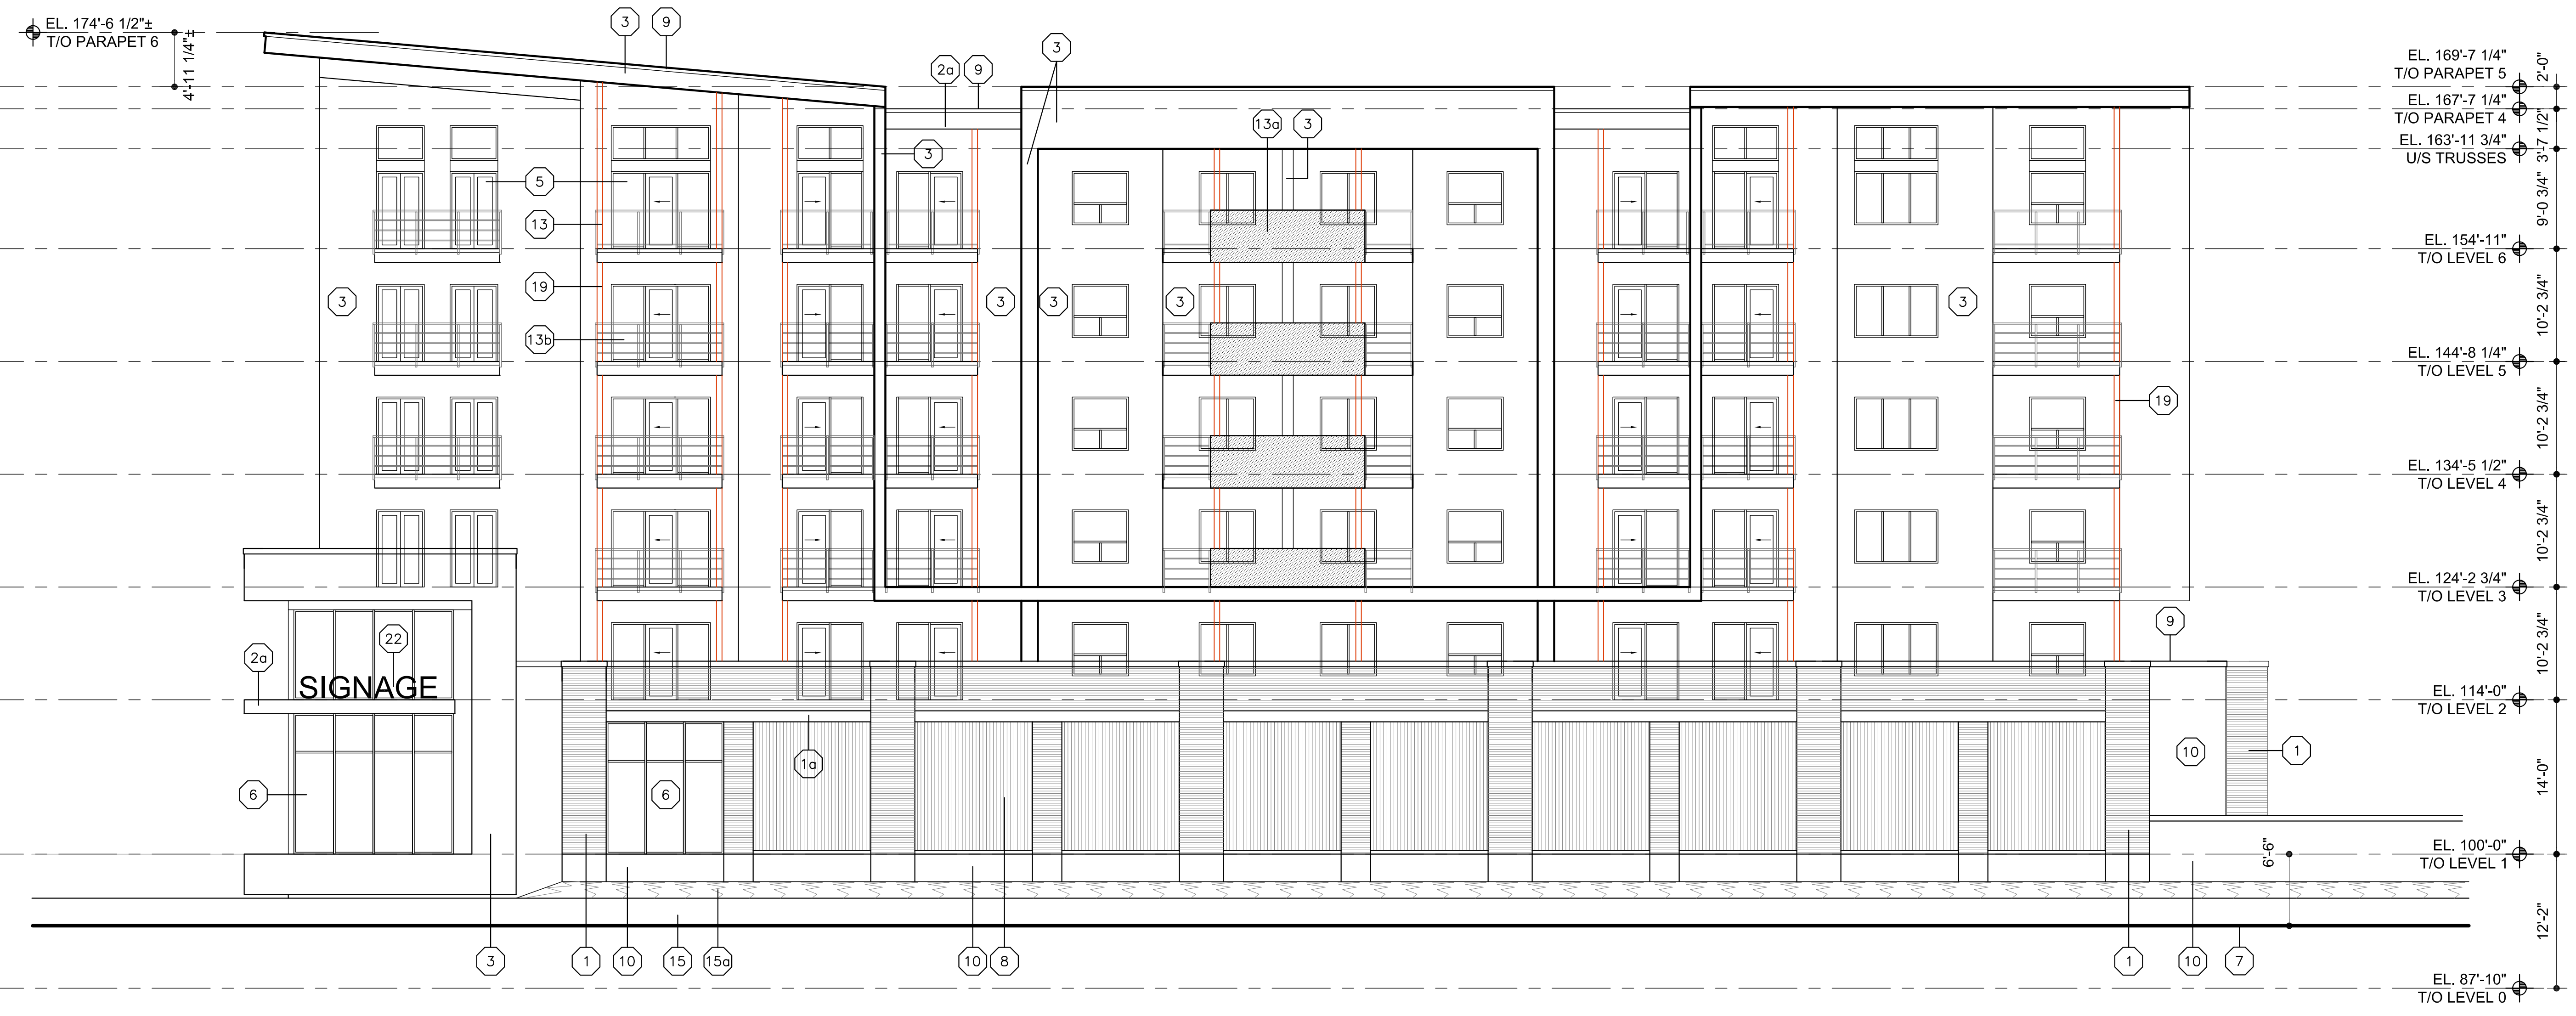 EL. 174'-6 1/2"±
T/O PARAPET 6
4'-11 1/4"±
3
9
3
2a
9
EL. 169'-7 1/4"
T/O PARAPET 5
2'-0"
EL. 167'-7 1/4"
T/O PARAPET 4
13a
3
3
3'-7 1/2"
EL. 163'-11 3/4"
U/S TRUSSES
5
13
9'-0 3/4"
EL. 154'-11"
T/O LEVEL 6
19
3
3
3
3
3
10'-2 3/4"
13b
EL. 144'-8 1/4"
T/O LEVEL 5
19
10'-2 3/4"
EL. 134'-5 1/2"
T/O LEVEL 4
10'-2 3/4"
EL. 124'-2 3/4"
T/O LEVEL 3
9
22
2a
10'-2 3/4"
SIGNAGE
EL. 114'-0"
T/O LEVEL 2
1a
10
1
6
6
14'-0"
EL. 100'-0"
T/O LEVEL 1
6'-6"
12'-2"
3
1
10
15
15a
10
8
1
10
7
EL. 87'-10"
T/O LEVEL 0